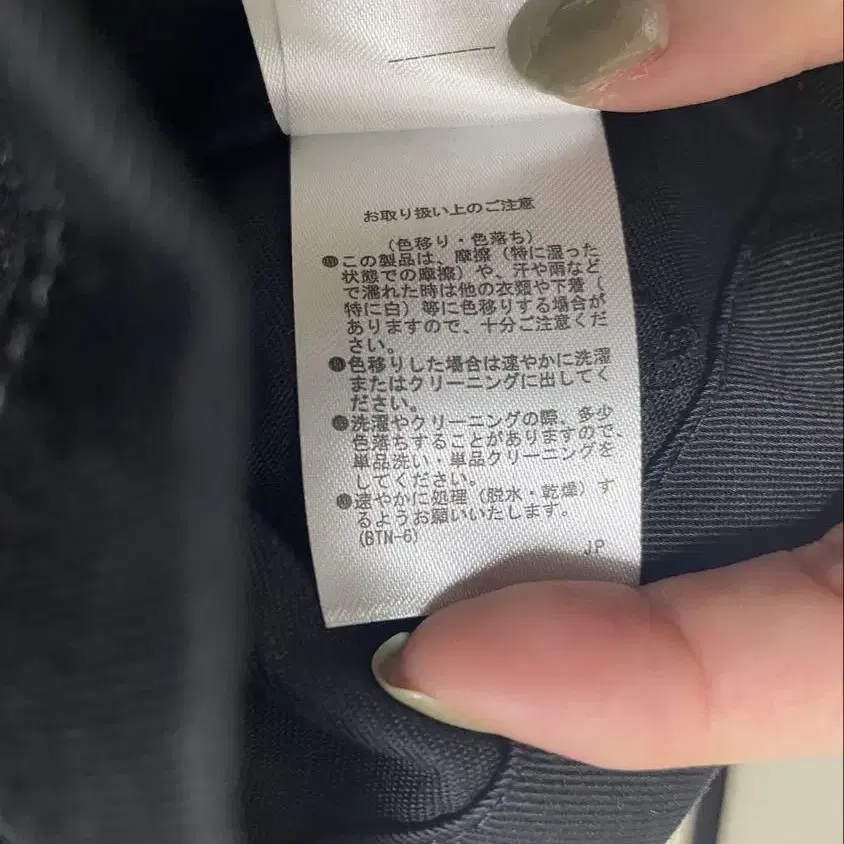 お取り扱い上のご注意
(色移り・色落ち)
●この製品は、摩擦(特に湿った
状態での摩擦)や、汗や雨など
で濡れた時は他の衣類や下着(
特に白)等に色移りする場合が
ありますので、十分ご注意くだ
さい。
●色移りした場合は速やかに洗濯
またはクリーニングに出してく
ださい。
●洗濯やクリーニングの際、多少
色落ちすることがありますので、
単品洗い・単品クリーニングを
してください。
●速やかに処理(脱水・乾燥)す
るようお願いいたします。
(BTN-6)
JP